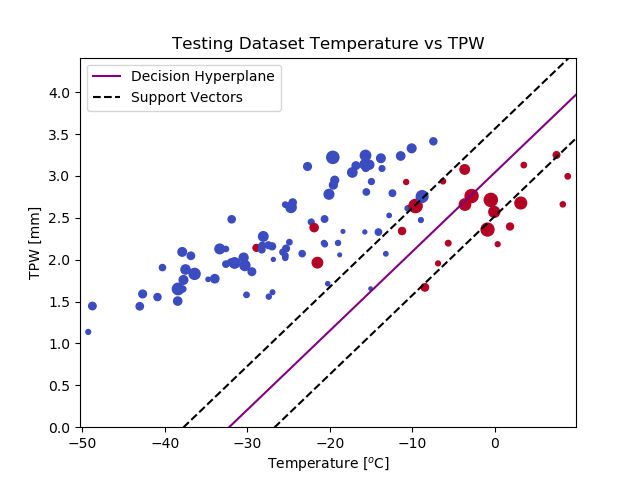 Testing Dataset Temperature vs TPW
Decision Hyperplane
Support Vectors
TPW [mm]
4.0
3.5
3.0
2.5
2.0
1.5
1.0
0.5
0.0
−50 −40 −30 −20 −10 0
Temperature [°C]